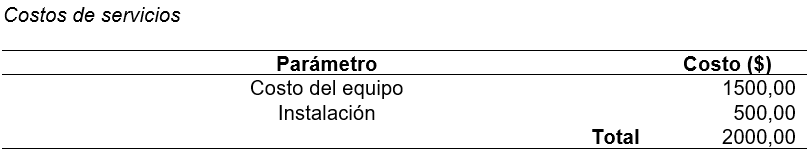 Costos de servicios
Parámetro Costo ($)
Costo del equipo 1500,00
Instalación 500,00
Total 2000,00